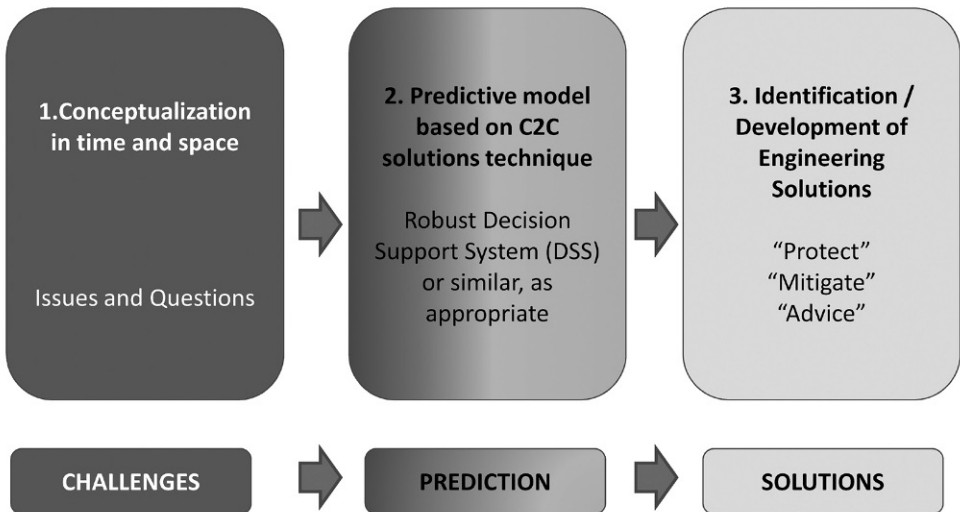 1.Conceptualization
in time and space
Issues and Questions
2. Predictive model
based on C2C
solutions technique
Robust Decision
Support System (DSS)
or similar, as
appropriate
3. Identification /
Development of
Engineering
Solutions
“Protect”
“Mitigate”
“Advice”
CHALLENGES
PREDICTION
SOLUTIONS